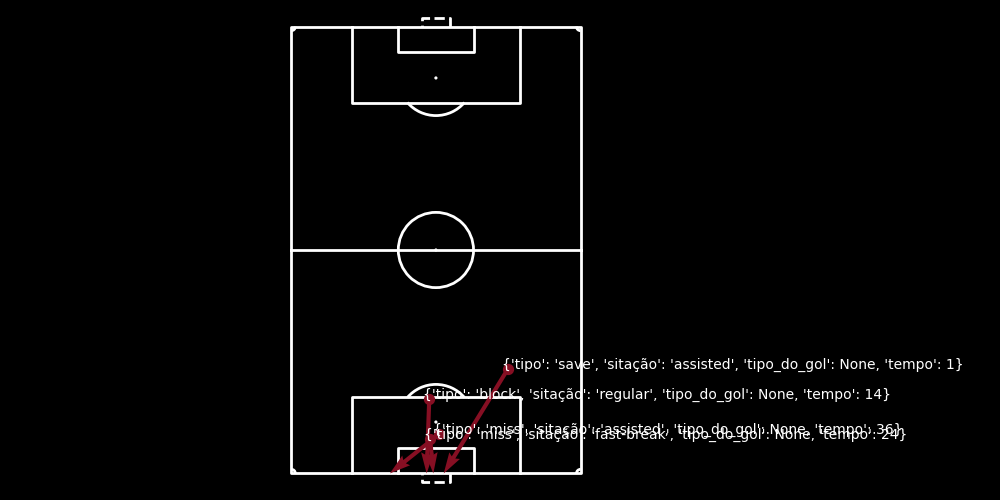 {'tipo': 'save', 'sitação': 'assisted', 'tipo_do_gol': None, 'tempo': 1}
{'tipo': 'block', 'sitação': 'regular', 'tipo_do_gol': None, 'tempo': 14}
{'tipo': 'miss', 'sitação': 'assisted', 'tipo_do_gol': None, 'tempo': 36}
{'tipo': 'miss', 'sitação': 'fast-break', 'tipo_do_gol': None, 'tempo': 24}